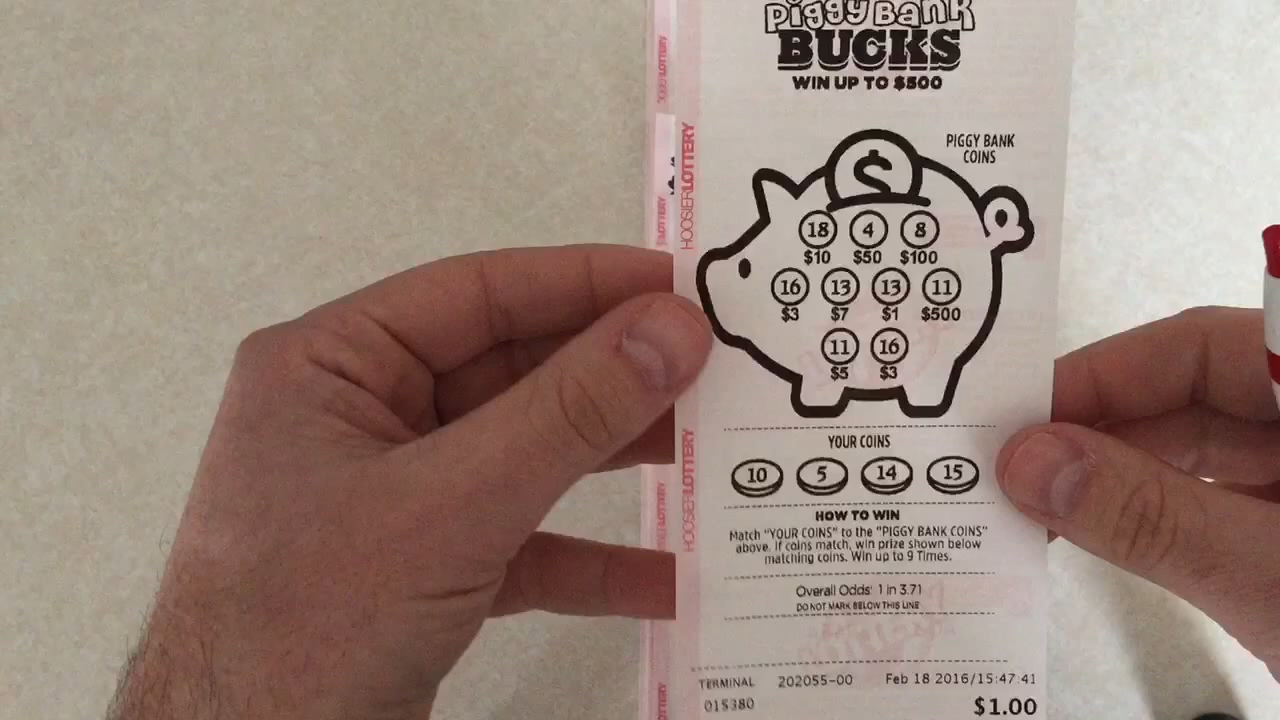 Piggy Bank
BUCKS
WIN UP TO $500
PIGGY BANK
COINS
$
18 4 8
$10 $50 $100
16 13 13 11
$3 $7 $1 $500
11 16
$5 $3
YOUR COINS
10 5 14 15
HOW TO WIN
Match "YOUR COINS" to the "PIGGY BANK COINS"
above. If coins match, win prize shown below
matching coins. Win up to 9 Times.
Overall Odds: 1 in 3.71
DO NOT MARK BELOW THIS LINE
TERMINAL 202055-00 Feb 18 2016/15:47:41
015380 $1.00
HOOSIERLOTTERY
HOOSIERLOTTERY
LOTTERY
LOTTERY
LOTTERY
LOTTERY